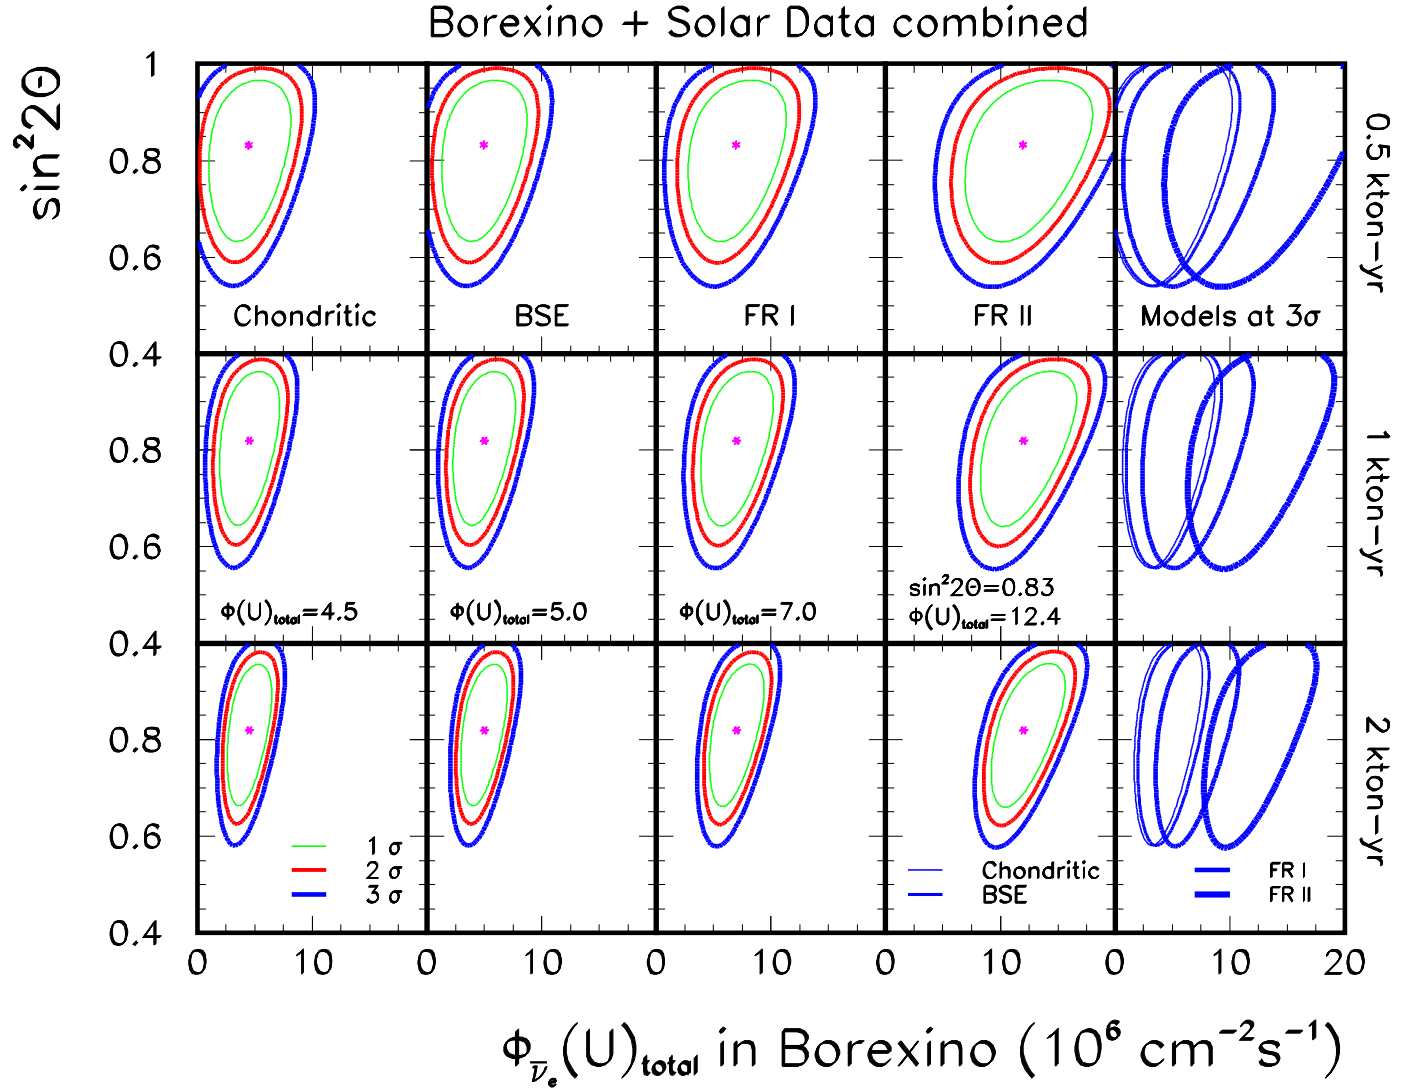 Borexino + Solar Data combined
sin²2Θ
1
0.8
0.6
0.4
0.8
0.6
0.4
0.8
0.6
0.4
Chondritic
BSE
FR I
FR II
Models at 3σ
0.5 kton-yr
Φ(U)total=4.5
Φ(U)total=5.0
Φ(U)total=7.0
sin²2Θ=0.83
Φ(U)total=12.4
1 kton-yr
1 σ
2 σ
3 σ
Chondritic
BSE
FR I
FR II
2 kton-yr
0 10 0 10 0 10 0 10 0 10 20
ϕν̄e(U)total in Borexino (10⁶ cm⁻²s⁻¹)